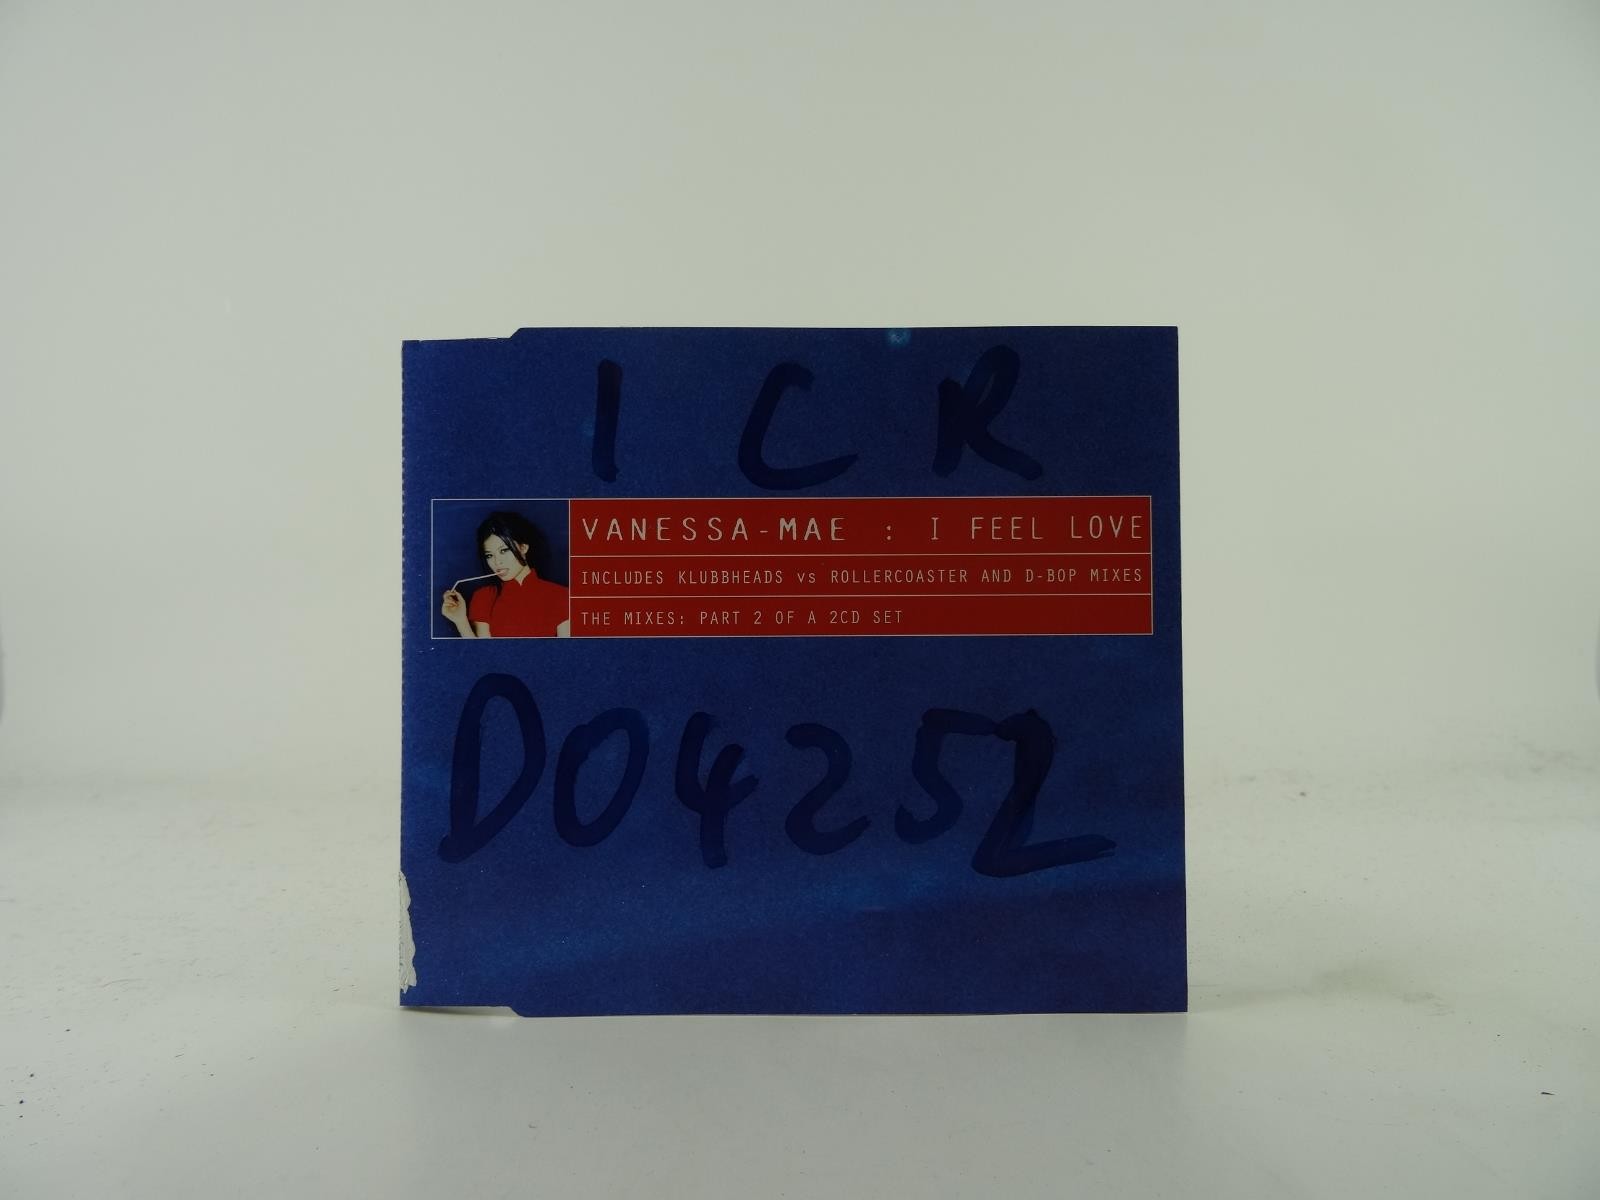 I C R
VANESSA-MAE : I FEEL LOVE
INCLUDES KLUBBHEADS vs ROLLERCOASTER AND D-BOP MIXES
THE MIXES: PART 2 OF A 2CD SET
D04252